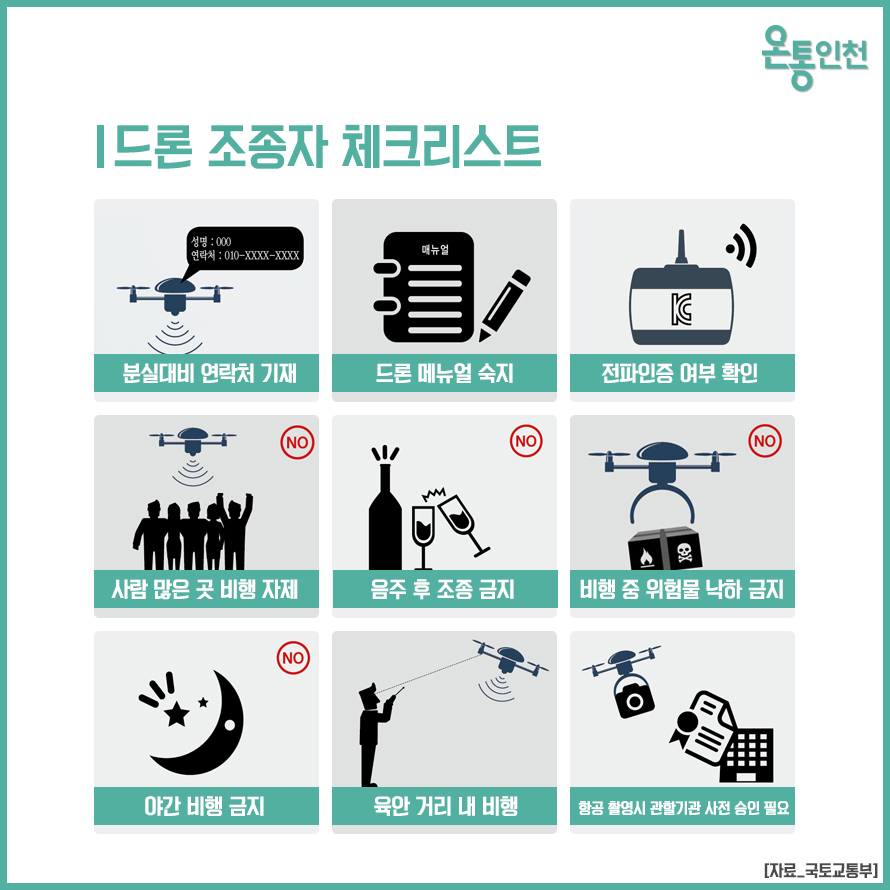 온통인천
드론 조종자 체크리스트
성명 : 000
연락처 : 010-XXXX-XXXX
분실대비 연락처 기재
매뉴얼
드론 메뉴얼 숙지
KC
전파인증 여부 확인
NO
사람 많은 곳 비행 자제
NO
음주 후 조종 금지
NO
비행 중 위험물 낙하 금지
NO
야간 비행 금지
육안 거리 내 비행
항공 촬영시 관할기관 사전 승인 필요
[자료_국토교통부]